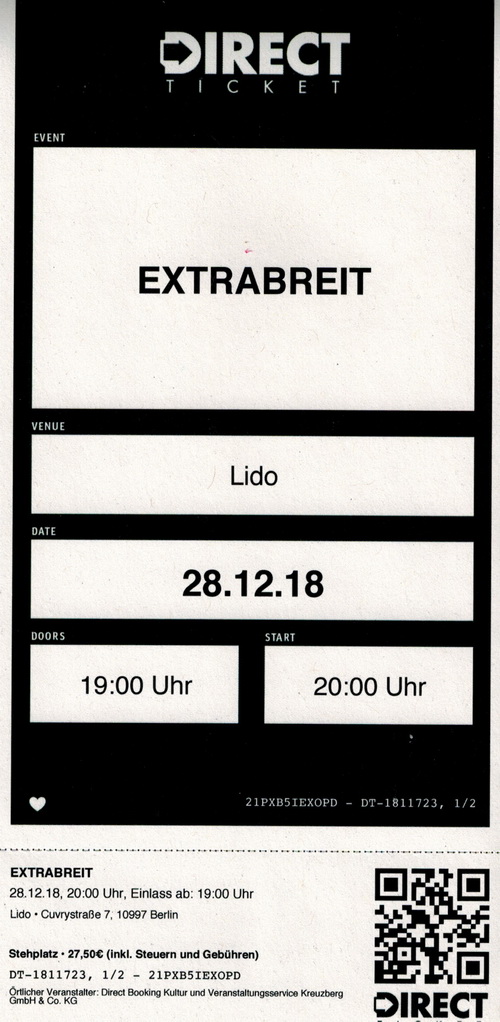 DIRECT
TICKET
EVENT
EXTRABREIT
VENUE
Lido
DATE
28.12.18
DOORS
START
19:00 Uhr
20:00 Uhr
21PXB5IEXOPD - DT-1811723, 1/2
EXTRABREIT
28.12.18, 20:00 Uhr, Einlass ab: 19:00 Uhr
Lido • Cuvrystraße 7, 10997 Berlin
Stehplatz • 27,50€ (inkl. Steuern und Gebühren)
DT-1811723, 1/2 - 21PXB5IEXOPD
Örtlicher Veranstalter: Direct Booking Kultur und Veranstaltungsservice Kreuzberg
GmbH & Co. KG
DIRECT